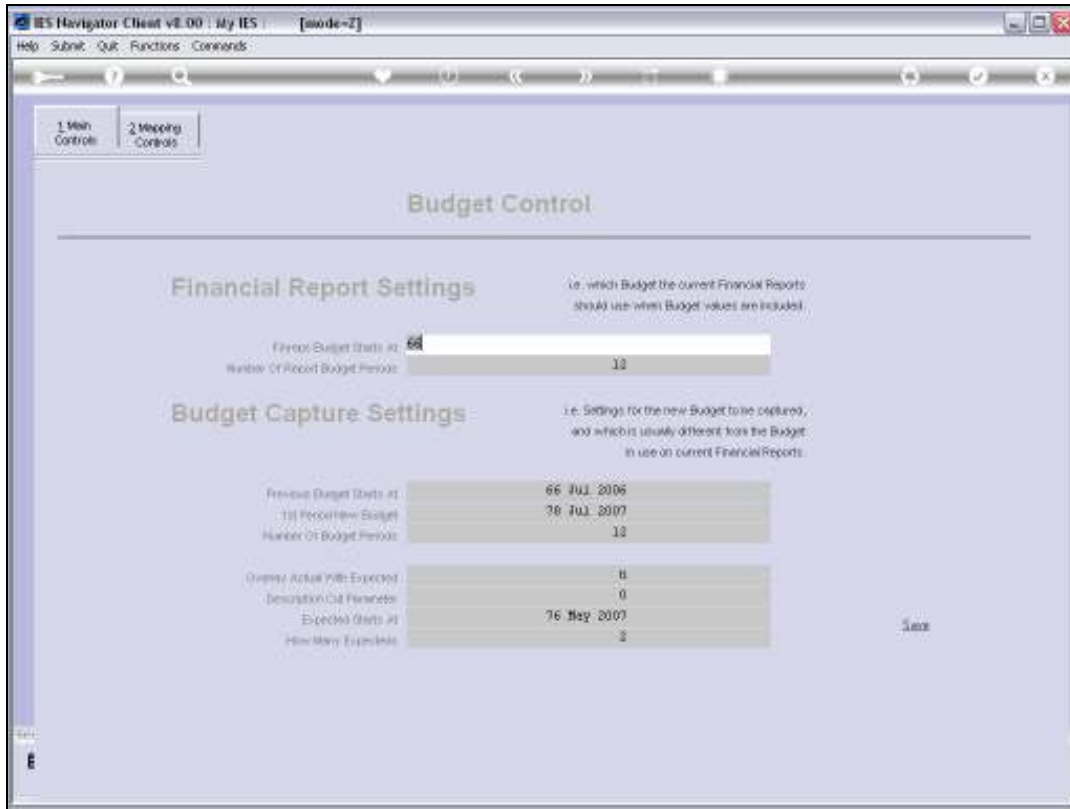 IES Navigator Client v8.00 : My IES : [mode=Z]
Help Submit Quit Functions Commands
1 Main Controls
2 Mapping Controls
Budget Control
Financial Report Settings
i.e. which Budget the current Financial Reports
should use when Budget values are included.
Budget Starts At 66
Number Of Report Budget Periods 12
Budget Capture Settings
i.e. Settings for the new Budget to be captured,
and which is usually different from the Budget
in use on current Financial Reports.
Previous Budget Starts At 66 Jul 2006
1st Period New Budget 78 Jul 2007
Number Of Budget Periods 12
Overlay Actual With Expected
Description Cut Parameter 0
Expected Starts At 76 May 2007
How Many Expecteds 2
Save